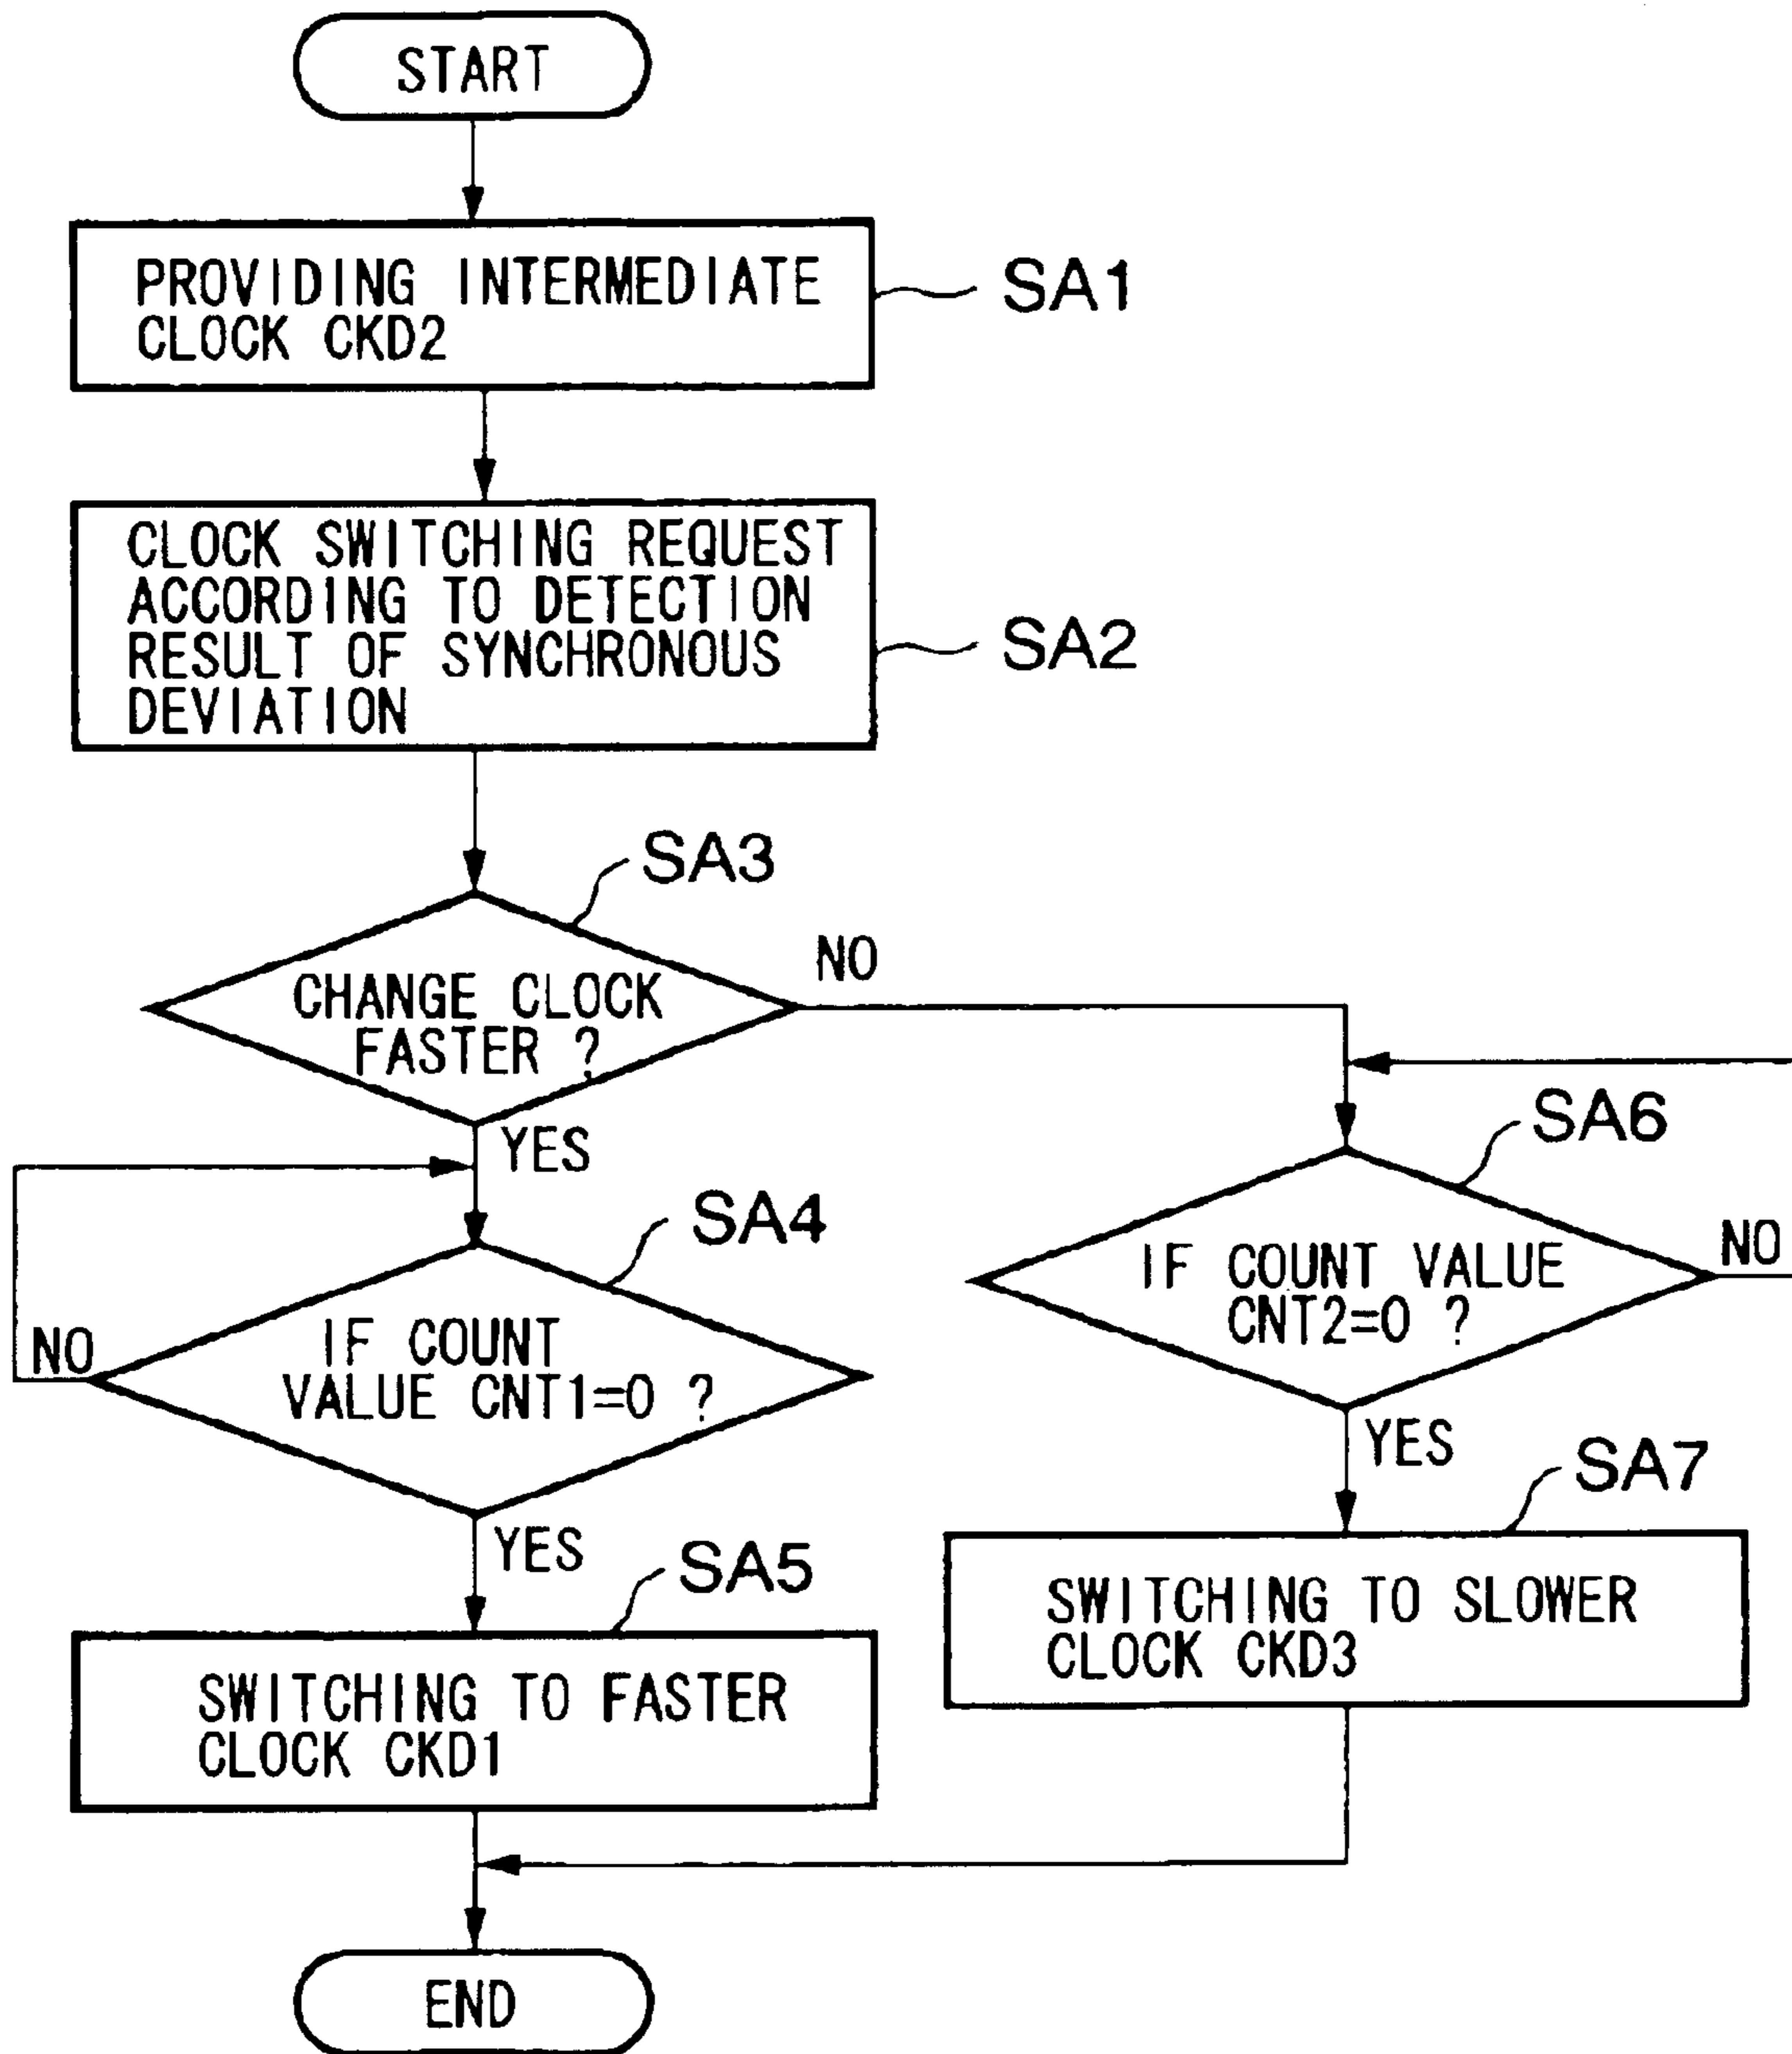 START
PROVIDING INTERMEDIATE
CLOCK CKD2
SA1
CLOCK SWITCHING REQUEST
ACCORDING TO DETECTION
RESULT OF SYNCHRONOUS
DEVIATION
SA2
SA3
CHANGE CLOCK
FASTER ?
NO
YES
SA4
IF COUNT
VALUE CNT1=0 ?
NO
YES
SA5
SWITCHING TO FASTER
CLOCK CKD1
SA6
IF COUNT VALUE
CNT2=0 ?
NO
YES
SA7
SWITCHING TO SLOWER
CLOCK CKD3
END